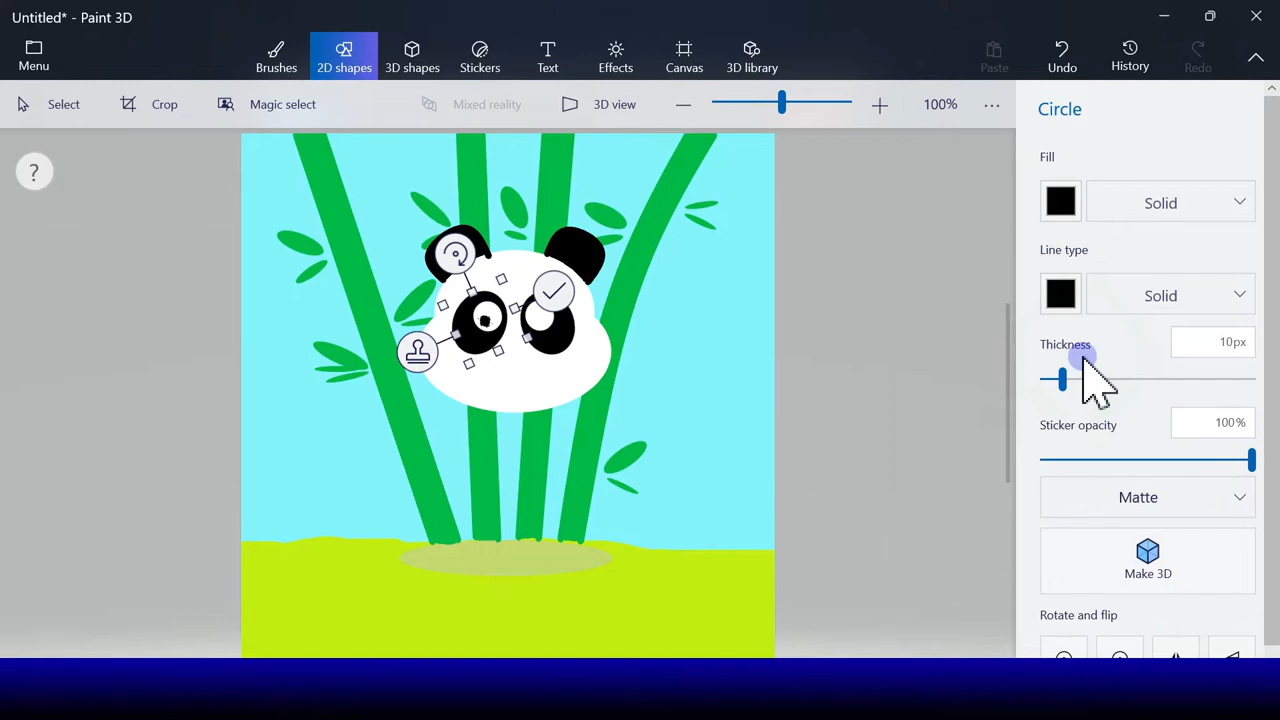 Untitled* - Paint 3D
Menu
Brushes
2D shapes
3D shapes
Stickers
Text
Effects
Canvas
3D library
Paste
Undo
History
Redo
Select
Crop
Magic select
Mixed reality
3D view
100%
Circle
?
Fill
Solid
Line type
Solid
Thickness
10px
Sticker opacity
100%
Matte
Make 3D
Rotate and flip